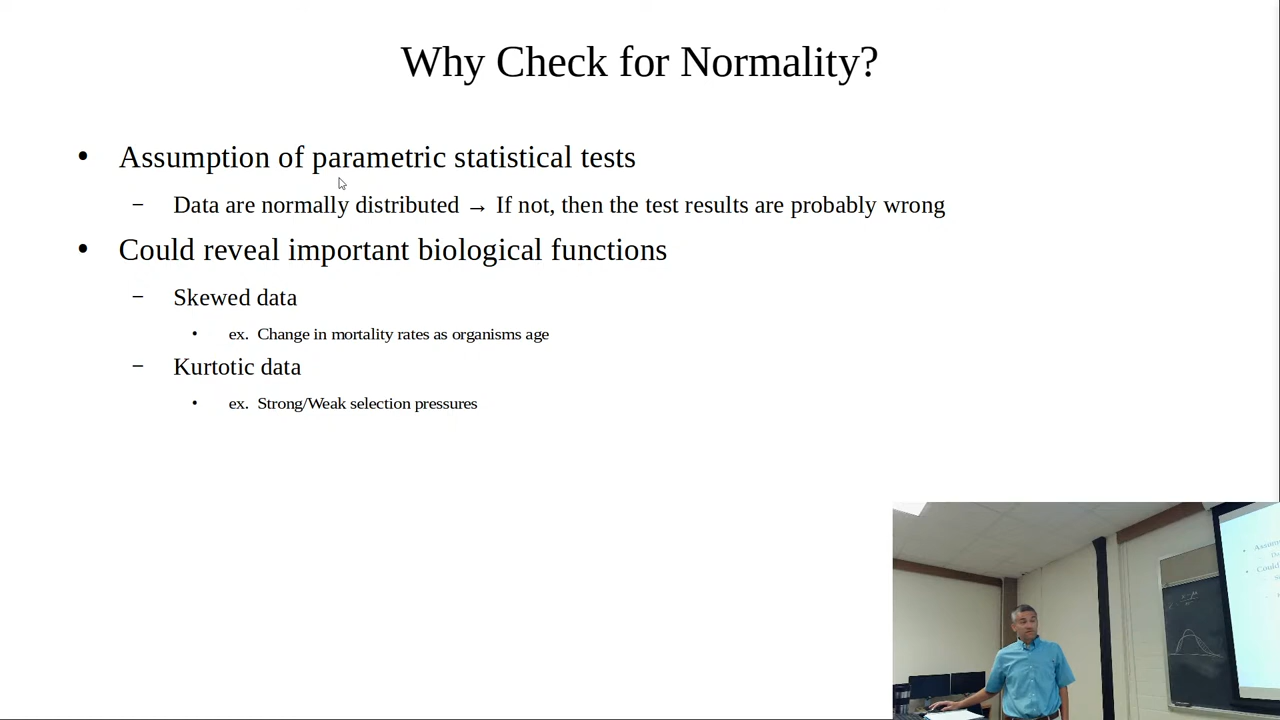 Why Check for Normality?
• Assumption of parametric statistical tests
– Data are normally distributed → If not, then the test results are probably wrong
• Could reveal important biological functions
– Skewed data
• ex. Change in mortality rates as organisms age
– Kurtotic data
• ex. Strong/Weak selection pressures